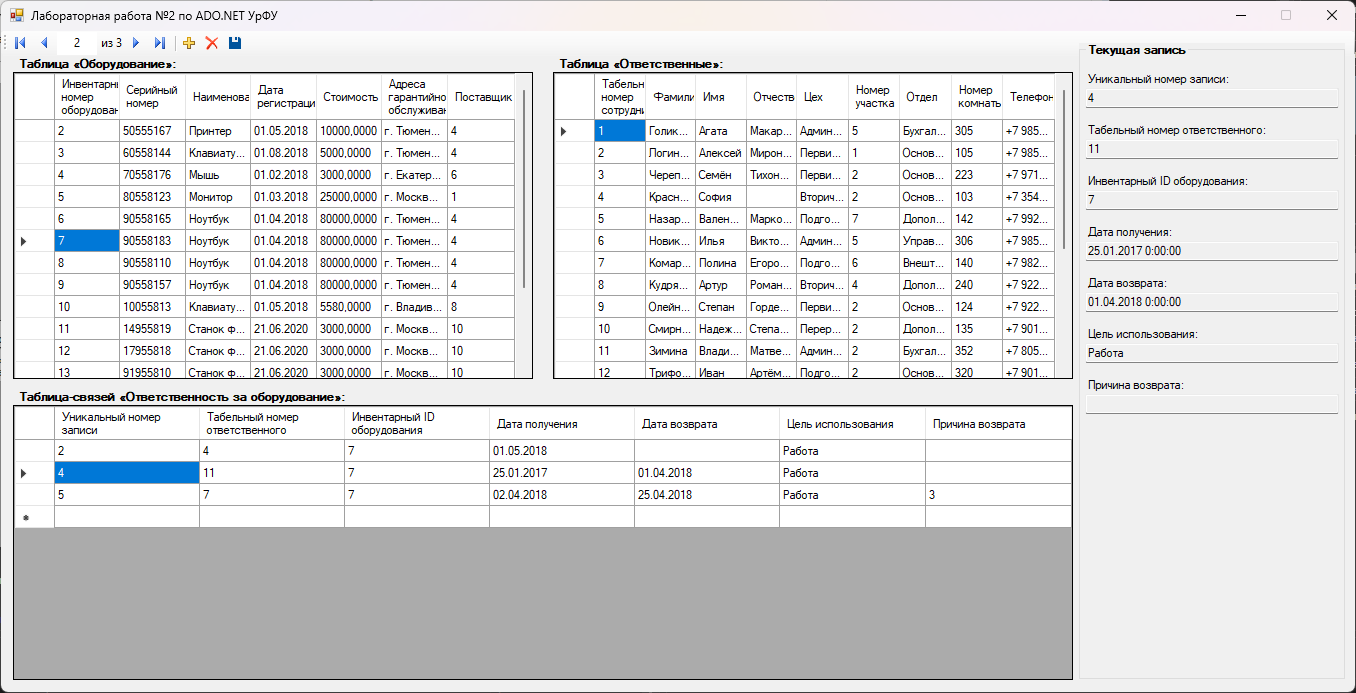 Лабораторная работа №2 по ADO.NET УрФУ
2 из 3
Таблица «Оборудование»:
Инвентарн номер оборудован Серийный номер Наименова Дата регистраци Стоимость Адреса гарантийно обслуживан Поставщик
2 50555167 Принтер 01.05.2018 10000,0000 г. Тюмен... 4
3 60558144 Клавиату... 01.08.2018 5000,0000 г. Тюмен... 4
4 70558176 Мышь 01.02.2018 3000,0000 г. Екатер... 6
5 80558123 Монитор 01.03.2018 25000,0000 г. Москв... 1
6 90558165 Ноутбук 01.04.2018 80000,0000 г. Тюмен... 4
7 90558183 Ноутбук 01.04.2018 80000,0000 г. Тюмен... 4
8 90558110 Ноутбук 01.04.2018 80000,0000 г. Тюмен... 4
9 90558157 Ноутбук 01.04.2018 80000,0000 г. Тюмен... 4
10 10055813 Клавиату... 01.05.2018 5580,0000 г. Владив... 8
11 14955819 Станок ф... 21.06.2020 3000,0000 г. Москв... 10
12 17955818 Станок ф... 21.06.2020 3000,0000 г. Москв... 10
13 91955810 Станок ф... 21.06.2020 3000,0000 г. Москв... 10
Таблица «Ответственные»:
Табельн номер сотрудни Фамили Имя Отчеств Цех Номер участка Отдел Номер комнать Телефон
1 Голик... Агата Макар... Админ... 5 Бухгал... 305 +7 985...
2 Логин... Алексей Мирон... Перви... 1 Основ... 105 +7 923...
3 Череп... Семён Тихон... Перви... 2 Основ... 223 +7 971...
4 Красн... София Вторич... 2 Основ... 103 +7 354...
5 Назар... Вален... Марко... Подго... 7 Допол... 142 +7 992...
6 Новик... Илья Викто... Админ... 5 Управ... 306 +7 985...
7 Комар... Полина Егоро... Подго... 6 Внешт... 140 +7 982...
8 Кудря... Артур Роман... Вторич... 4 Допол... 240 +7 922...
9 Олейн... Степан Горде... Перви... 2 Основ... 124 +7 922...
10 Смирн... Надеж... Степа... Перер... 2 Допол... 135 +7 901...
11 Зимина Влади... Матве... Админ... 2 Бухгал... 352 +7 805...
12 Трифо... Иван Артём... Подго... 2 Основ... 320 +7 901...
Таблица-связей «Ответственность за оборудование»:
Уникальный номер записи Табельный номер ответственного Инвентарный ID оборудования Дата получения Дата возврата Цель использования Причина возврата
2 4 7 01.05.2018 Работа
4 11 7 25.01.2017 01.04.2018 Работа
5 7 7 02.04.2018 25.04.2018 Работа 3
Текущая запись
Уникальный номер записи:
4
Табельный номер ответственного:
11
Инвентарный ID оборудования:
7
Дата получения:
25.01.2017 0:00:00
Дата возврата:
01.04.2018 0:00:00
Цель использования:
Работа
Причина возврата: